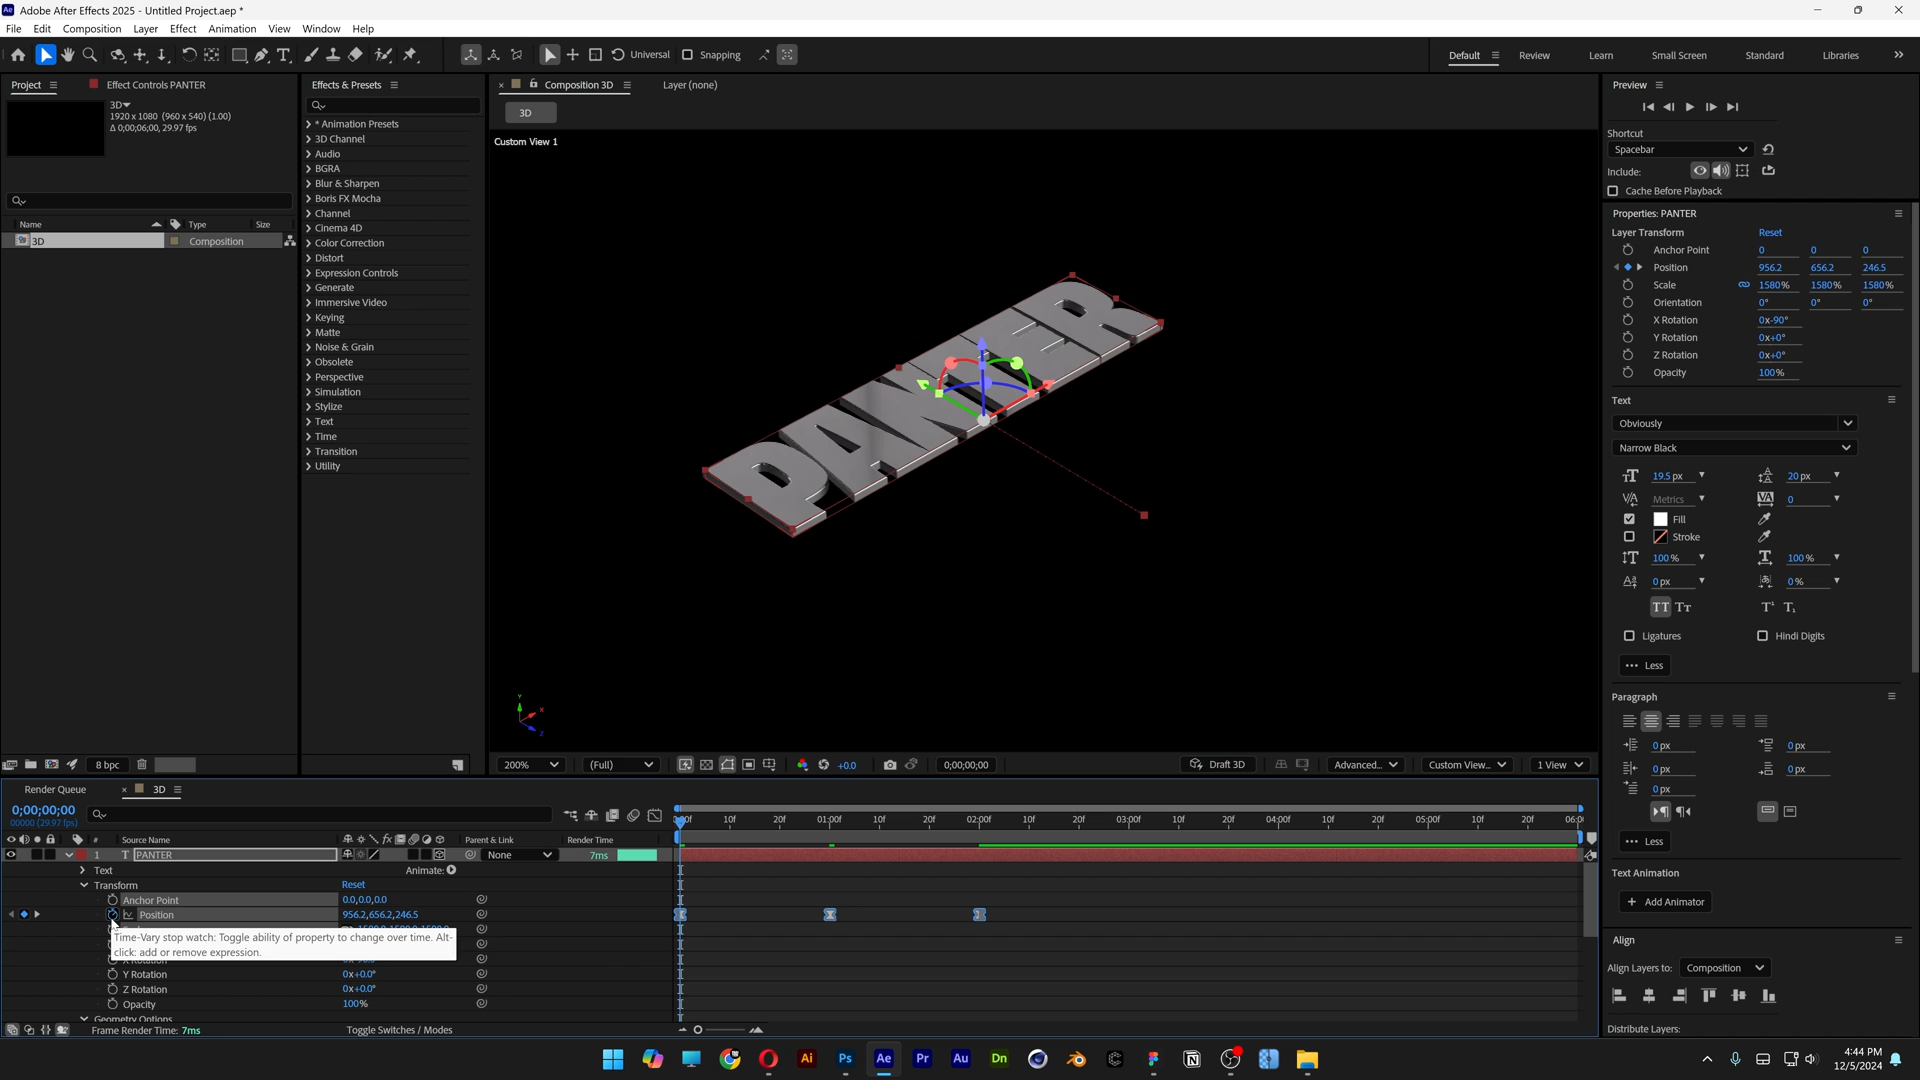 Adobe After Effects 2025 - Untitled Project.aep *
File Edit Composition Layer Effect Animation View Window Help
Universal Snapping Default Review Learn Small Screen Standard Libraries
Project Effect Controls PANTER
3D
1920 x 1080 (960 x 540) (1.00)
Δ 0;00;06;00, 29.97 fps
Name Type Size
3D Composition
8 bpc
Effects & Presets
* Animation Presets
3D Channel
Audio
BGRA
Blur & Sharpen
Boris FX Mocha
Channel
Cinema 4D
Color Correction
Distort
Expression Controls
Generate
Immersive Video
Keying
Matte
Noise & Grain
Obsolete
Perspective
Simulation
Stylize
Text
Time
Transition
Utility
Composition 3D Layer (none)
3D
Custom View 1
PANTER
Y
X
Z
200% (Full) +0.0 0;00;00;00 Draft 3D Advanced... Custom View... 1 View
Preview
Shortcut
Spacebar
Include:
Cache Before Playback
Properties: PANTER
Layer Transform Reset
Anchor Point 0 0 0
Position 956.2 656.2 246.5
Scale 1580% 1580% 1580%
Orientation 0° 0° 0°
X Rotation 0x-90°
Y Rotation 0x+0°
Z Rotation 0x+0°
Opacity 100%
Text
Obviously
Narrow Black
19.5 px 20 px
Metrics 0
Fill
Stroke
100 % 100 %
0 px 0 %
Ligatures Hindi Digits
Less
Paragraph
0 px 0 px
0 px 0 px
0 px
Less
Text Animation
Add Animator
Align
Align Layers to: Composition
Distribute Layers:
Render Queue 3D
0;00;00;00
00000 (29.97 fps)
# Source Name Parent & Link Render Time
10f 20f 01:00f 10f 20f 02:00f 10f 20f 03:00f 10f 20f 04:00f 10f 20f 05:00f 10f 20f 06:0
1 T PANTER None 7ms
Text Animate:
Transform Reset
Anchor Point 0.0,0.0,0.0
Position 956.2,656.2,246.5
Time-Vary stop watch: Toggle ability of property to change over time. Alt-
click: add or remove expression.
Y Rotation 0x+0.0°
Z Rotation 0x+0.0°
Opacity 100%
Geometry Options
Frame Render Time: 7ms Toggle Switches / Modes
4:44 PM
12/5/2024